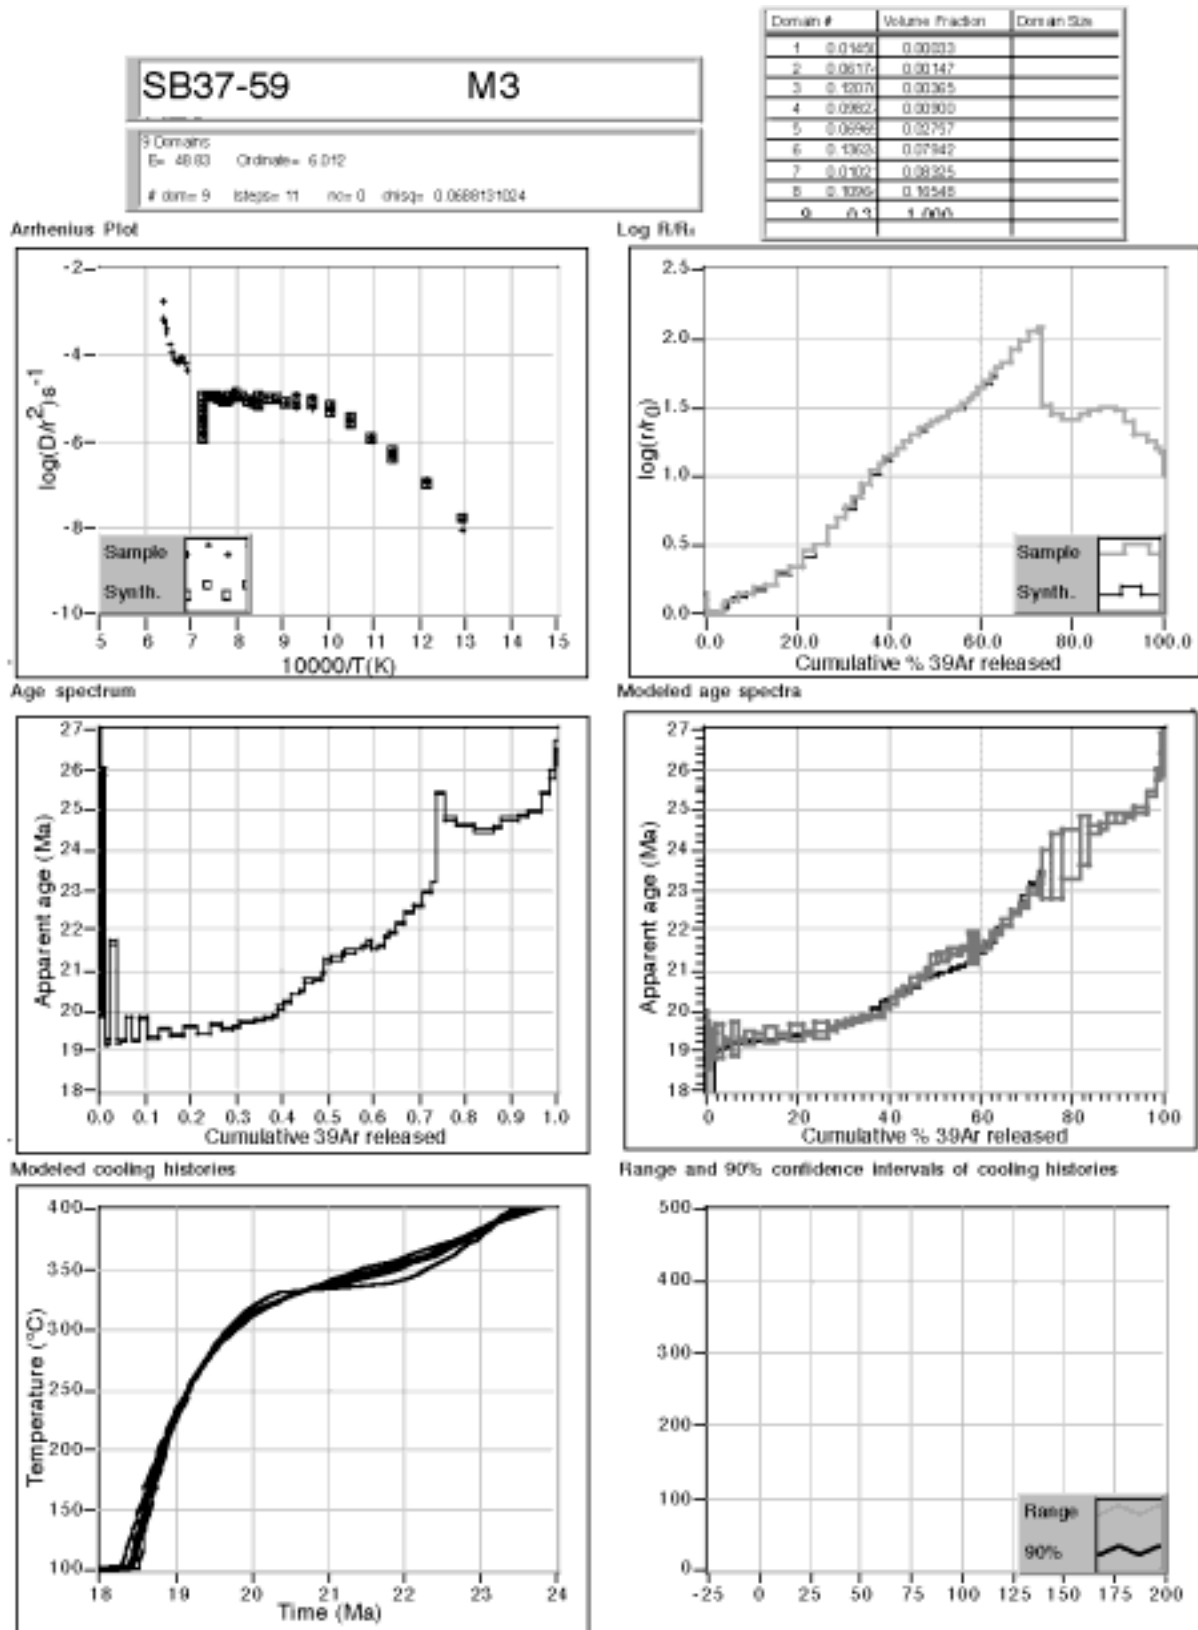 Domain # Volume Fraction Domain Size
1 0.00033
2 0.00147
3 0.00365
4 0.00900
5 0.02757
6 0.07942
7 0.08325
8 0.16548
9 0.3 1.000
SB37-59 M3
9 Domains
E= 48.83 Ordinate= 6.012
# dom= 9 lsteps= 11 nc= 0 chisq= 0.0688131024
Arrhenius Plot
-2
-4
-6
-8
-10
log(D/r2)s-1
Sample
Synth.
5 6 7 8 9 10 11 12 13 14 15
10000/T(K)
Log R/R₀
2.5
2.0
1.5
1.0
0.5
0.0
log(r/r0)
Sample
Synth.
0.0 20.0 40.0 60.0 80.0 100.0
Cumulative % 39Ar released
Age spectrum
27
26
25
24
23
22
21
20
19
18
Apparent age (Ma)
0.0 0.1 0.2 0.3 0.4 0.5 0.6 0.7 0.8 0.9 1.0
Cumulative 39Ar released
Modeled age spectra
27
26
25
24
23
22
21
20
19
18
Apparent age (Ma)
0 20 40 60 80 100
Cumulative % 39Ar released
Modeled cooling histories
400
350
300
250
200
150
100
Temperature (°C)
18 19 20 21 22 23 24
Time (Ma)
Range and 90% confidence intervals of cooling histories
500
400
300
200
100
0
Range
90%
-25 0 25 50 75 100 125 150 175 200